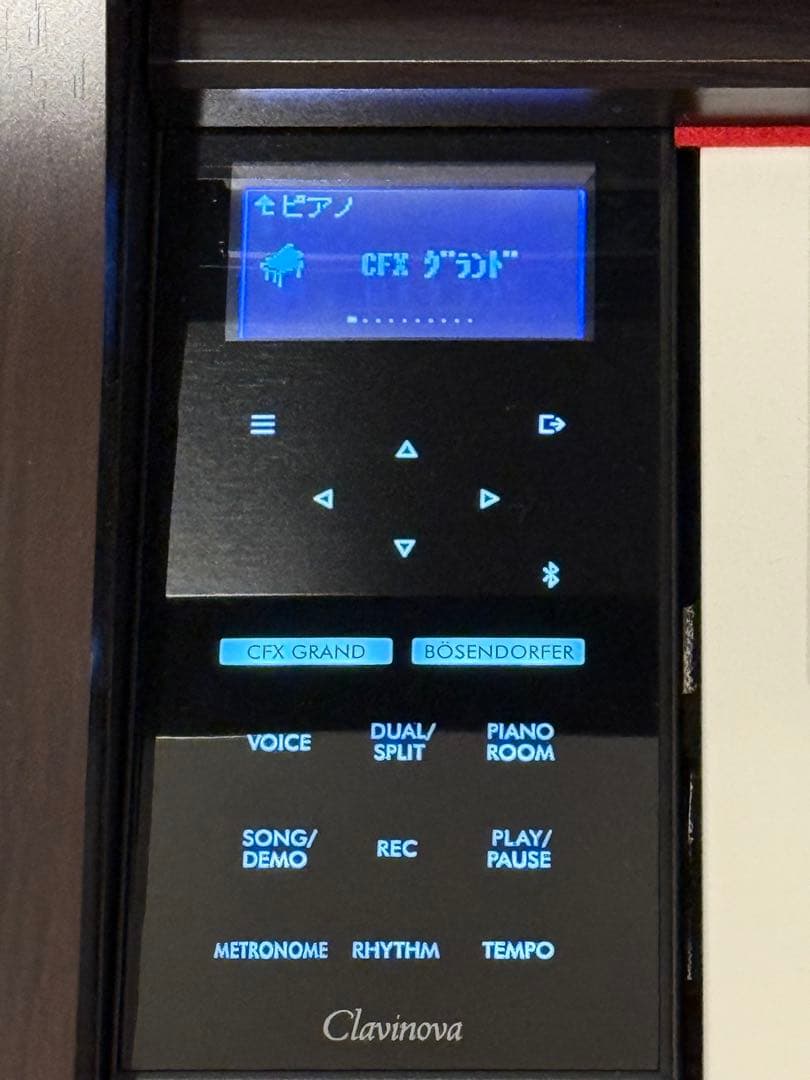 ピアノ
CFX グランド
CFX GRAND BÖSENDORFER
VOICE DUAL/SPLIT PIANO ROOM
SONG/DEMO REC PLAY/PAUSE
METRONOME RHYTHM TEMPO
Clavinova